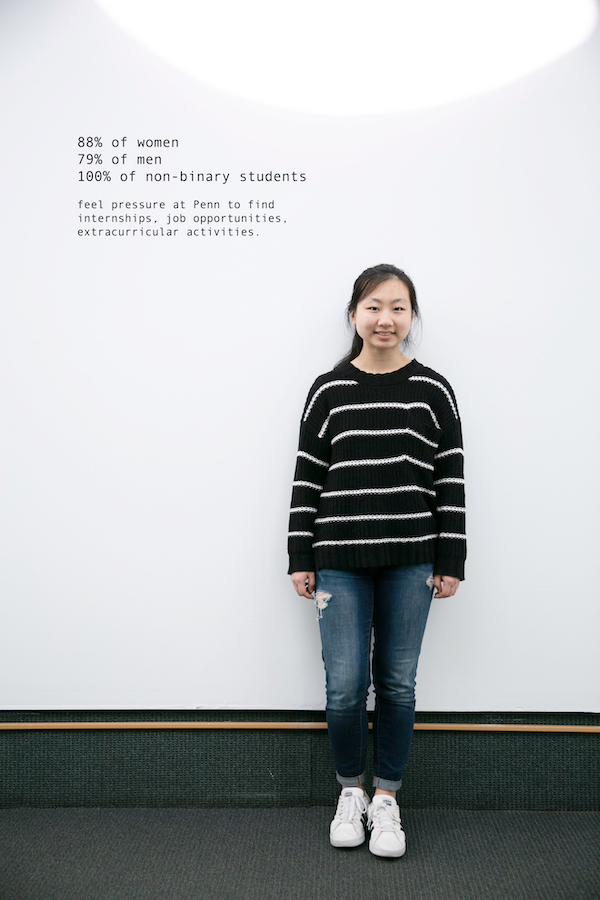 88% of women
79% of men
100% of non-binary students
feel pressure at Penn to find
internships, job opportunities,
extracurricular activities.